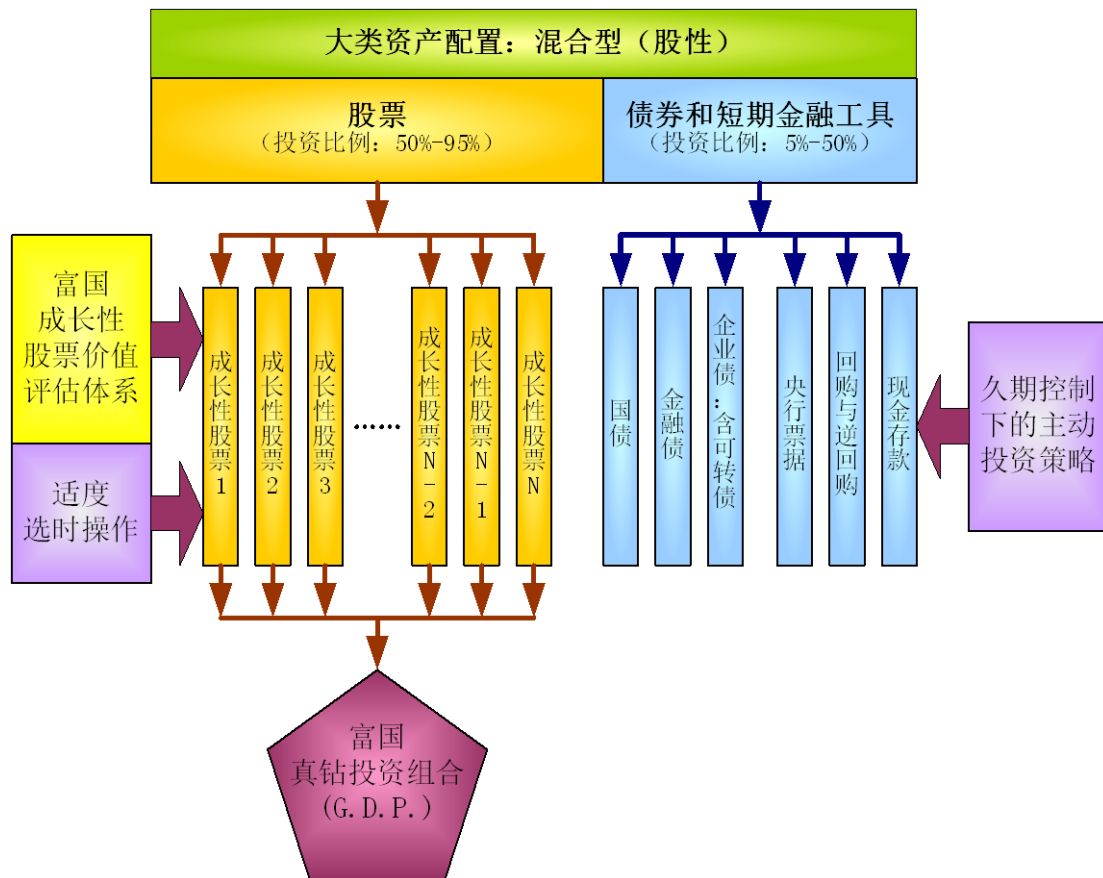 大类资产配置：混合型（股性）
股票
（投资比例：50%-95%）
债券和短期金融工具
（投资比例：5%-50%）
富国
成长性
股票价值
评估体系
适度
选时操作
成长性股票1
成长性股票2
成长性股票3
……
成长性股票N-2
成长性股票N-1
成长性股票N
国债
金融债
企业债：含可转债
央行票据
回购与逆回购
现金存款
久期控制
下的主动
投资策略
富国
真钻投资组合
(G.D.P.)